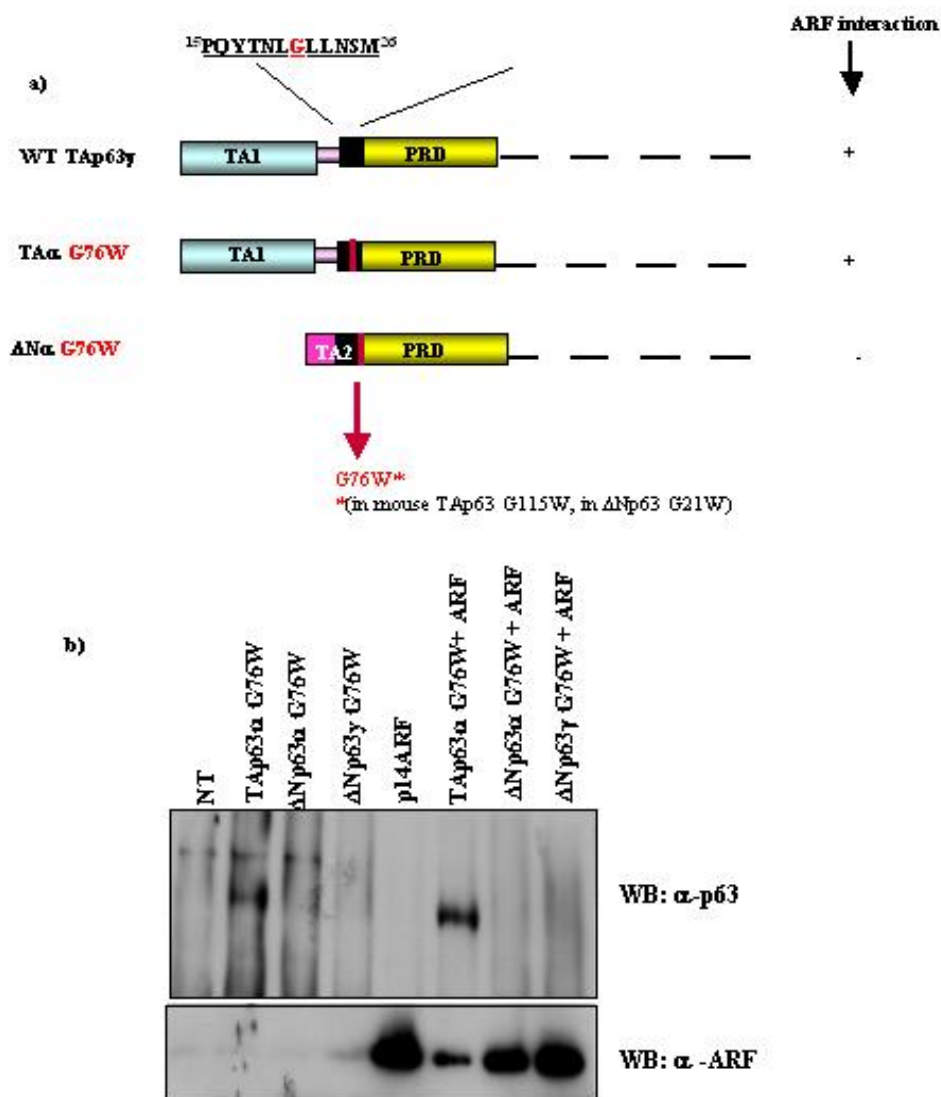 ARF interaction
¹⁵PQYTNLGLLNSM²⁶
a)
WT TAp63γ
TA1
PRD
+
TAα G76W
TA1
PRD
+
ΔNα G76W
TA2
PRD
-
G76W*
*(in mouse TAp63 G115W, in ΔNp63 G21W)
b)
NT
TAp63α G76W
ΔNp63α G76W
ΔNp63γ G76W
p14ARF
TAp63α G76W+ ARF
ΔNp63α G76W + ARF
ΔNp63γ G76W + ARF
WB: α-p63
WB: α -ARF